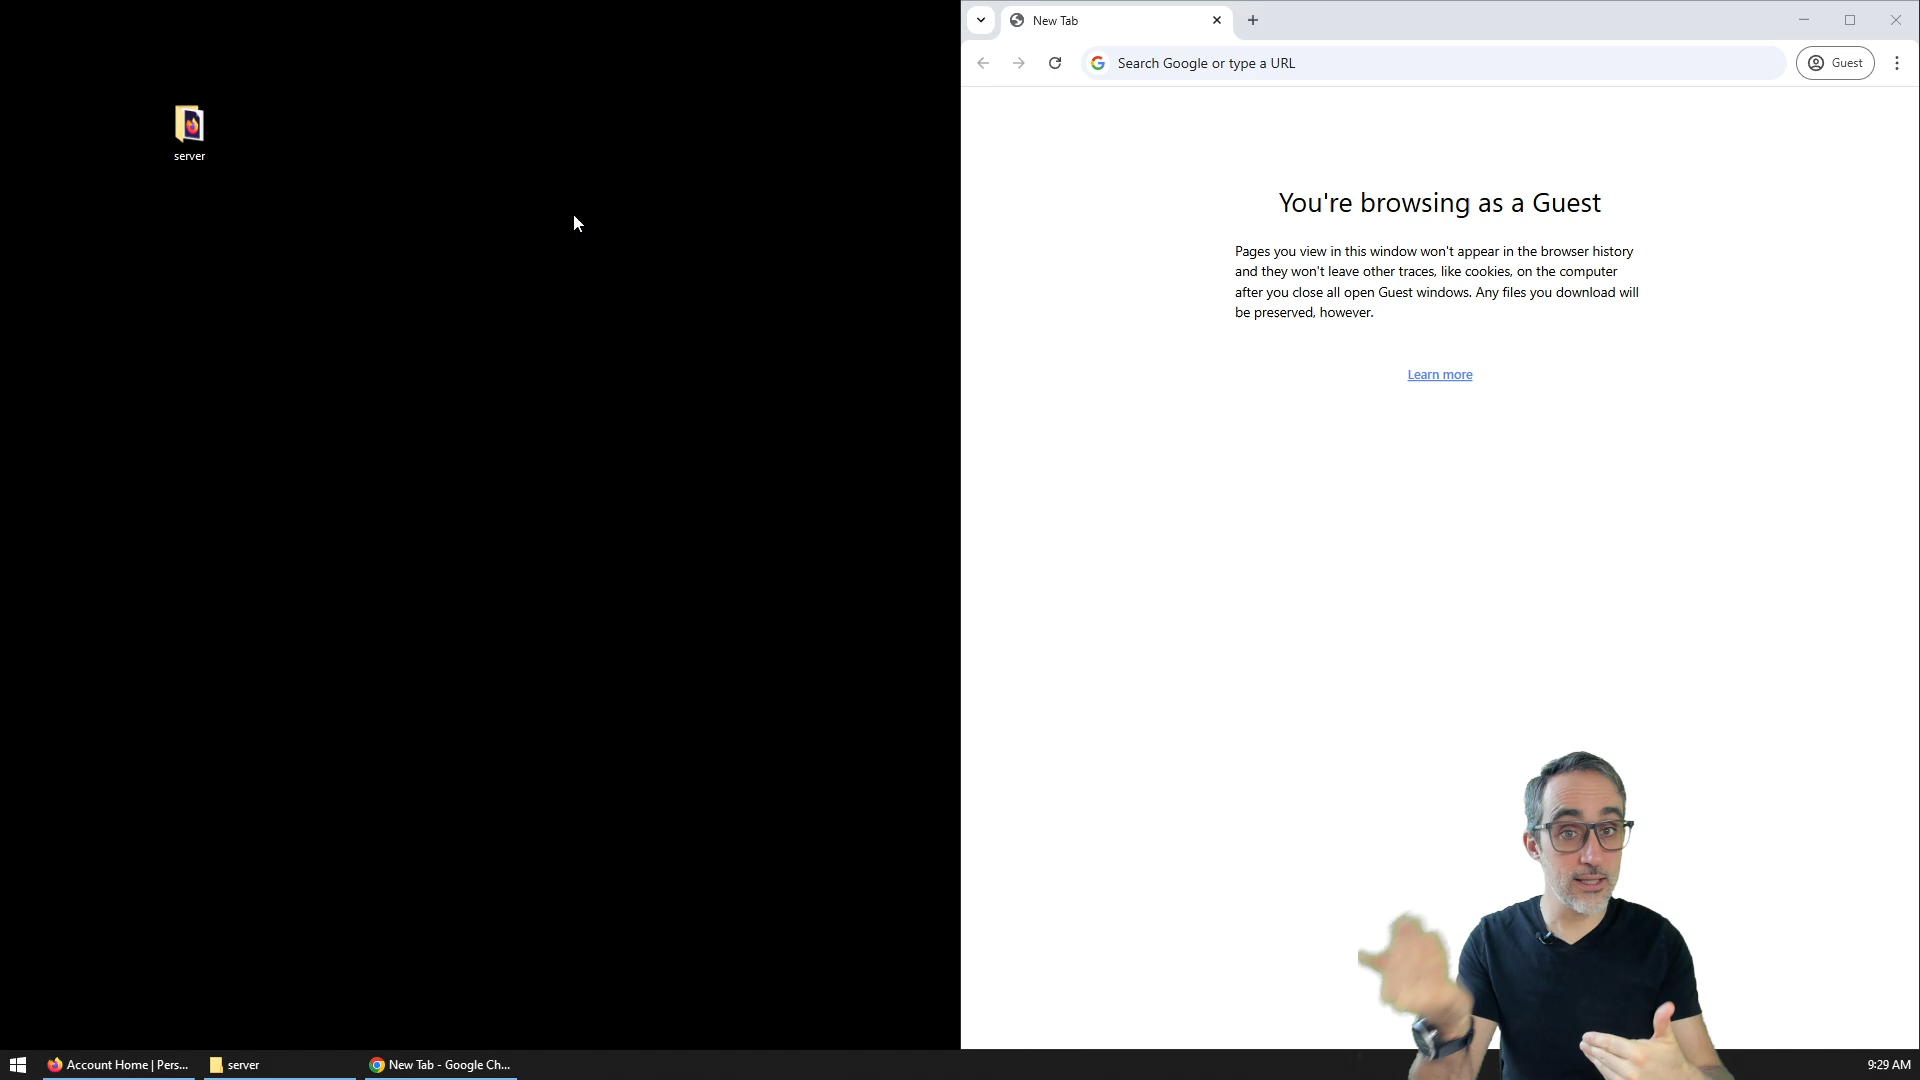 server
New Tab
Search Google or type a URL
Guest
You're browsing as a Guest
Pages you view in this window won't appear in the browser history
and they won't leave other traces, like cookies, on the computer
after you close all open Guest windows. Any files you download will
be preserved, however.
Learn more
Account Home | Pers...
server
New Tab - Google Ch...
9:29 AM